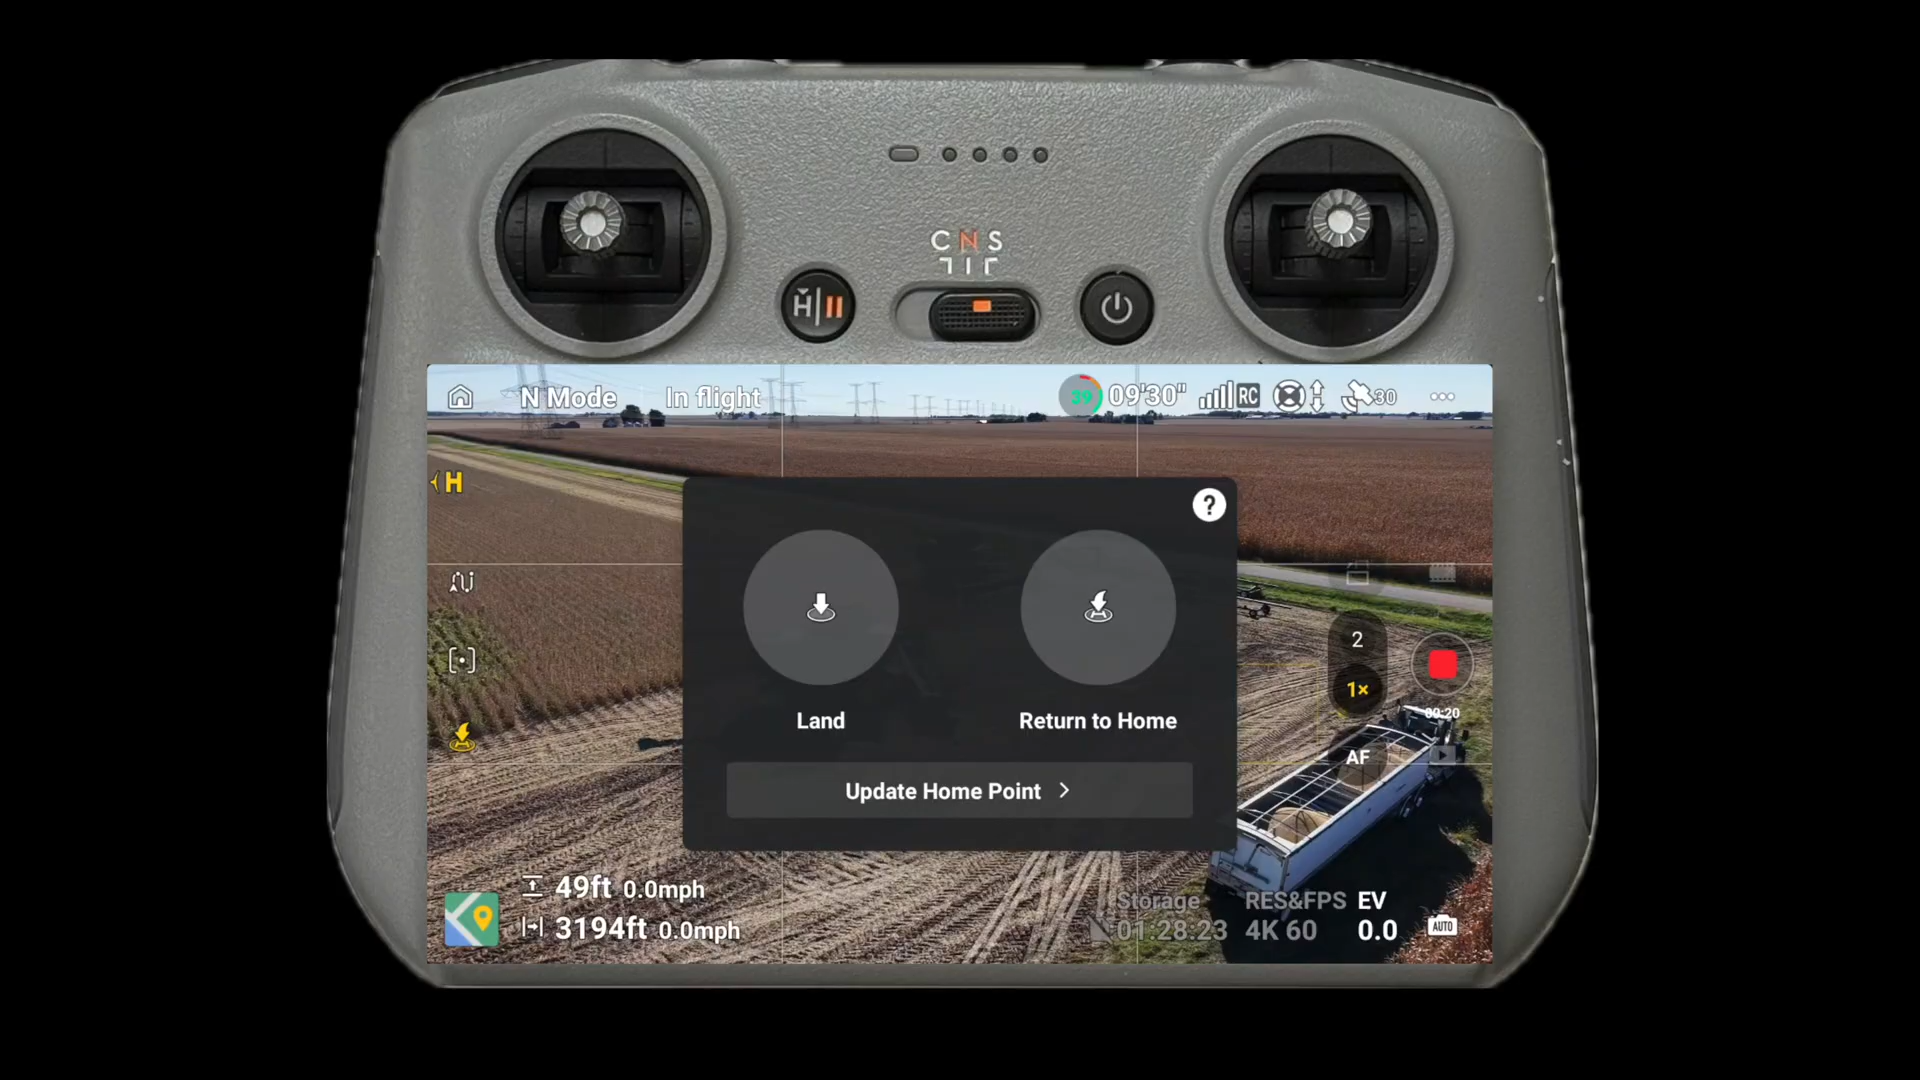 C N S
H
N Mode
In flight
39
09'30"
RC
30
H
?
Land
Return to Home
Update Home Point
2
1×
00:20
AF
49ft 0.0mph
3194ft 0.0mph
Storage
01:28:23
RES&FPS
4K 60
EV
0.0
AUTO